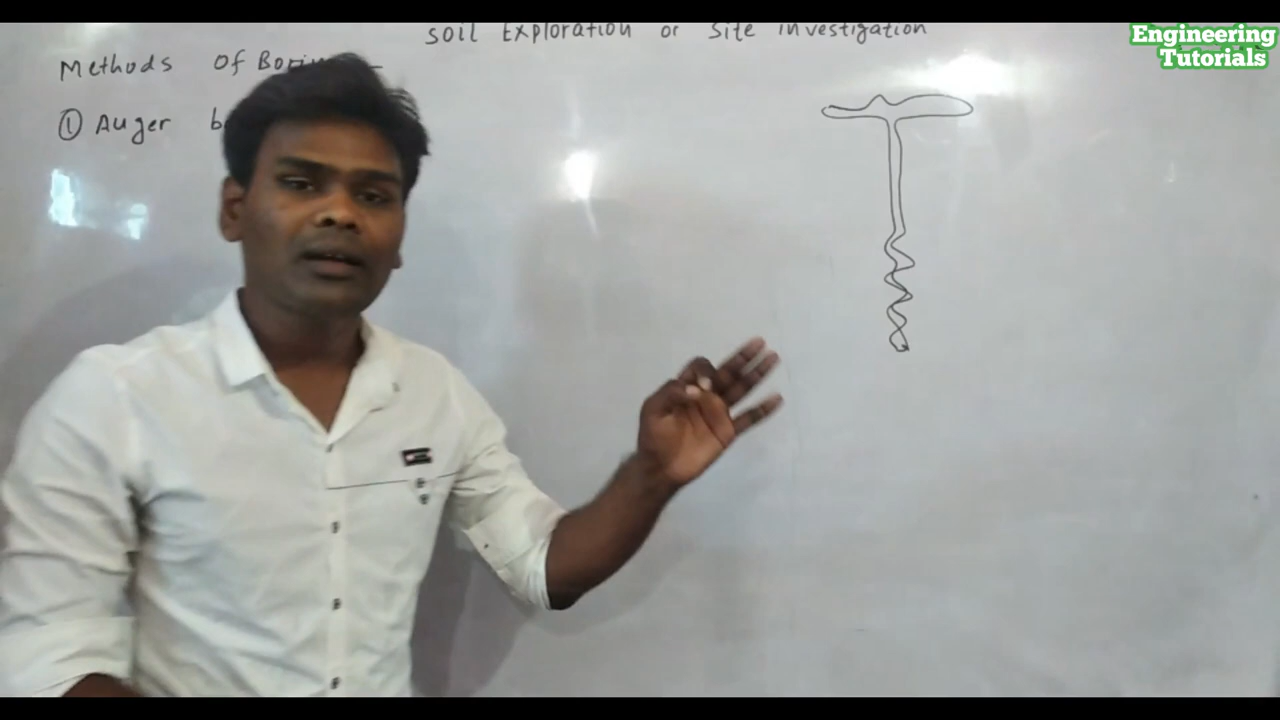 soil Exploration or Site investigation
Methods Of
① Auger
Engineering
Tutorials